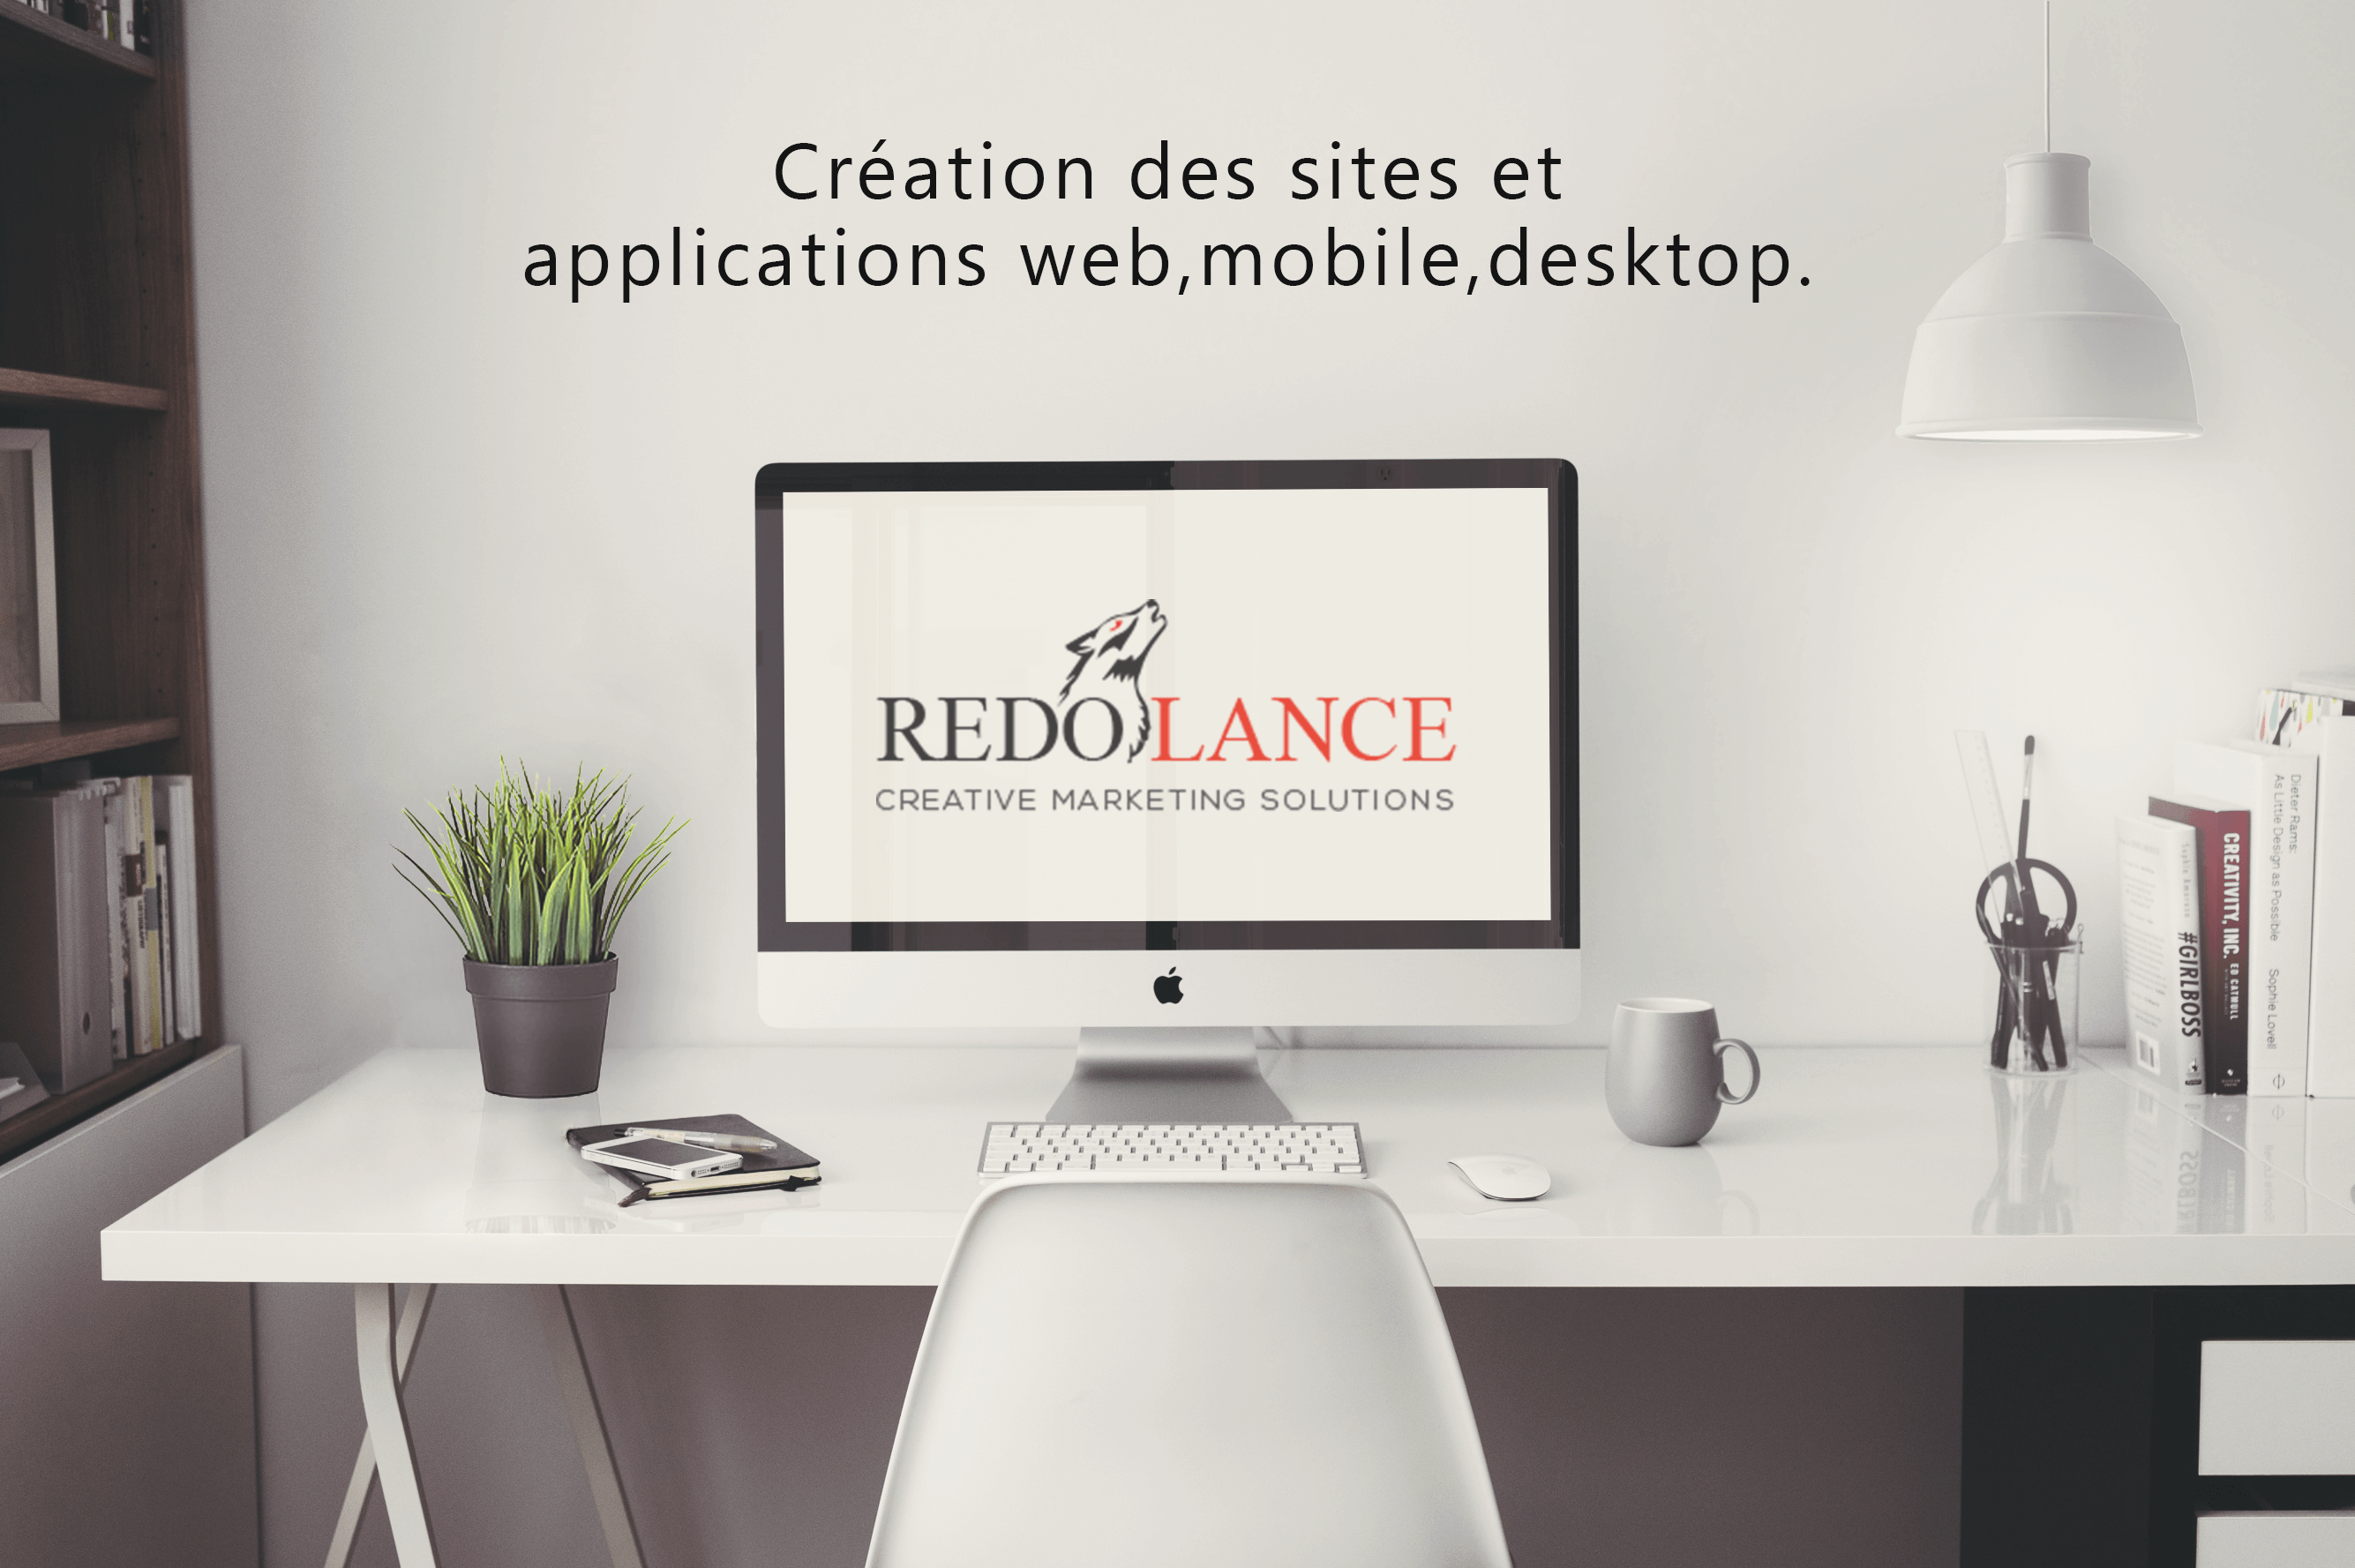 Création des sites et
applications web,mobile,desktop.
REDOLANCE
CREATIVE MARKETING SOLUTIONS
#GIRLBOSS
CREATIVITY, INC. ED CATMULL
Dieter Rams:
As Little Design as Possible Sophie Lovell